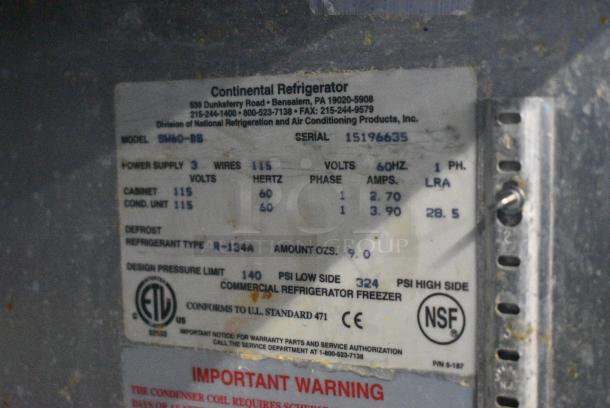 Continental Refrigerator
539 Dunksferry Road • Bensalem, PA 19020-5908
215-244-1400 • 800-523-7138 • FAX: 215-244-9579
Division of National Refrigeration and Air Conditioning Products, Inc.
MODEL SW60-BB SERIAL 15196635
POWER SUPPLY 3 WIRES 115 VOLTS 60HZ. 1 PH.
VOLTS HERTZ PHASE AMPS. LRA
CABINET 115 60 1 2.70
COND. UNIT 115 60 1 3.90 28.5
DEFROST
REFRIGERANT TYPE R-134A AMOUNT OZS. 9.0
DESIGN PRESSURE LIMIT 140 PSI LOW SIDE 324 PSI HIGH SIDE
COMMERCIAL REFRIGERATOR FREEZER
CONFORMS TO U.L. STANDARD 471 CE
ETL
C US
NSF
IMPORTANT NOTICE: FOR WARRANTY PARTS AND SERVICE AUTHORIZATION
CALL THE SERVICE DEPARTMENT AT 1-800-523-7138
P/N 5-187
IMPORTANT WARNING
THE CONDENSER COIL REQUIRES